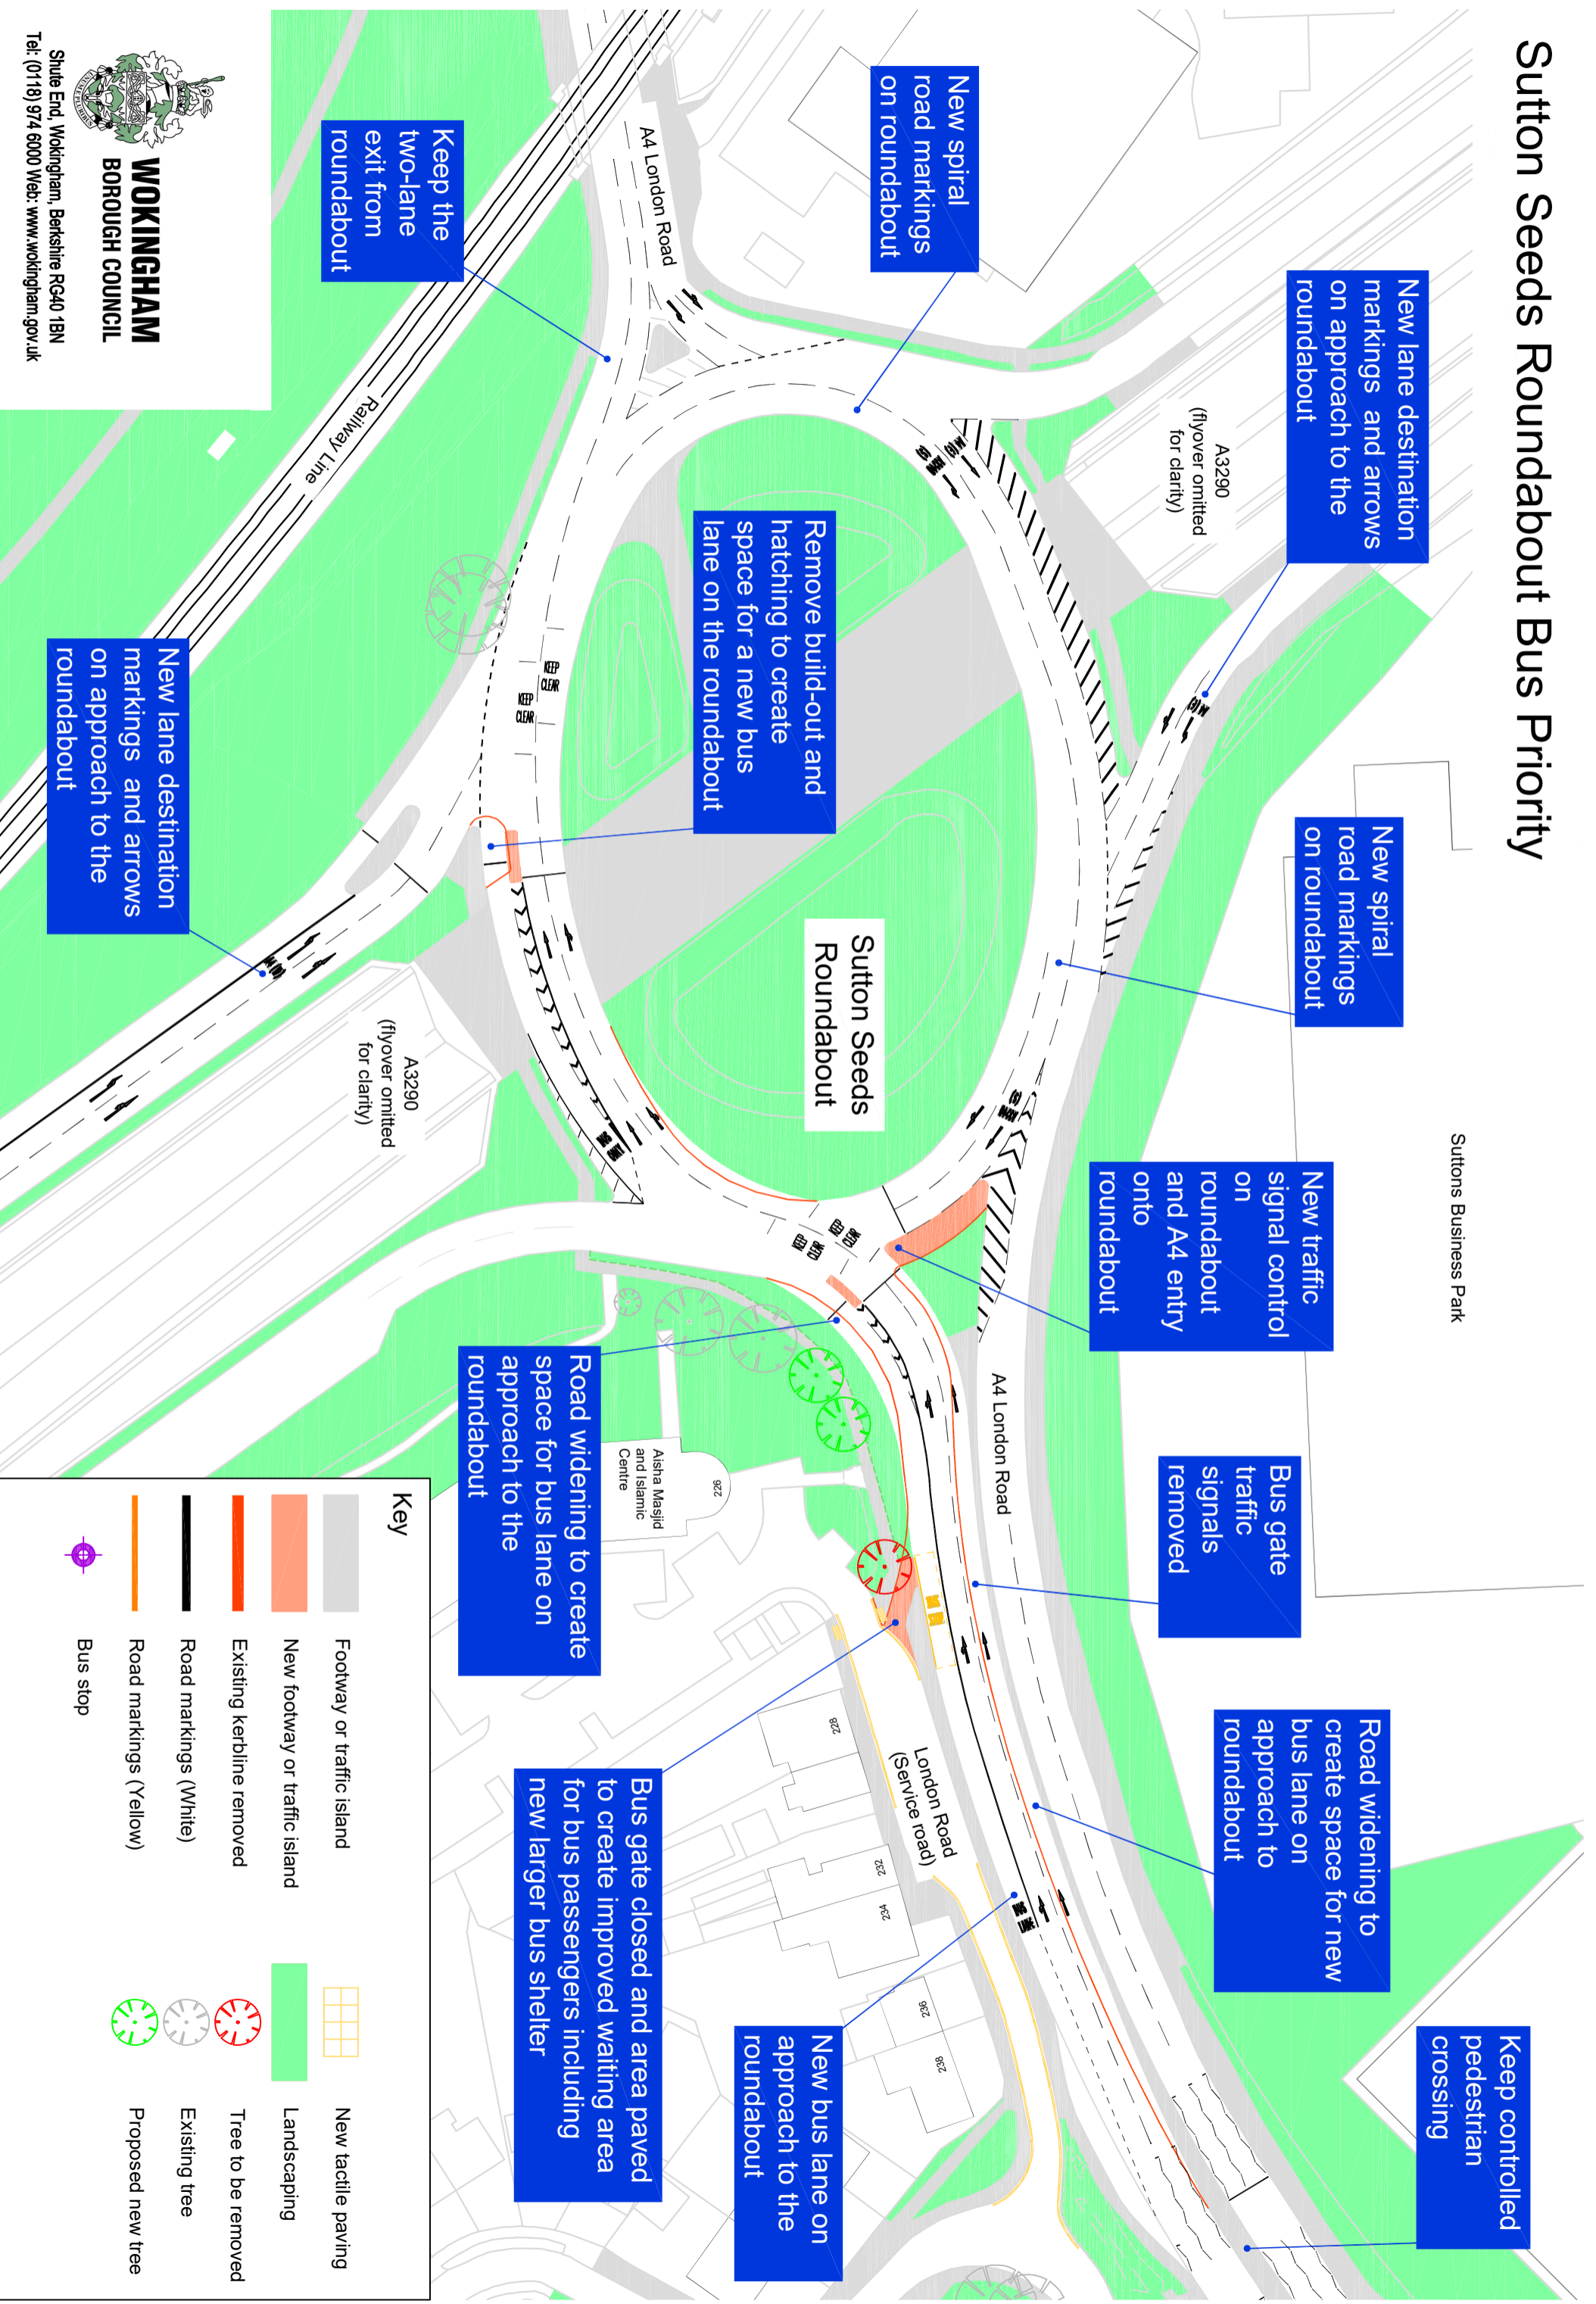 Sutton Seeds Roundabout Bus Priority
New lane destination
markings and arrows
on approach to the
roundabout
New spiral
road markings
on roundabout
New spiral
road markings
on roundabout
Suttons Business Park
New traffic
signal control
on
roundabout
and A4 entry
onto
roundabout
Bus gate
traffic
signals
removed
Road widening to
create space for new
bus lane on
approach to
roundabout
Keep controlled
pedestrian
crossing
A3290
(flyover omitted
for clarity)
A4 London Road
A4 London Road
Keep the
two-lane
exit from
roundabout
Remove build-out and
hatching to create
space for a new bus
lane on the roundabout
Sutton Seeds
Roundabout
KEEP
CLEAR
KEEP
CLEAR
KEEP
CLEAR
KEEP
CLEAR
BUS
ONLY
BUS
LANE
Railway Line
New lane destination
markings and arrows
on approach to the
roundabout
A3290
(flyover omitted
for clarity)
Road widening to create
space for bus lane on
approach to the
roundabout
Aisha Masjid
and Islamic
Centre
226
228
232
234
236
238
London Road
(Service road)
Bus gate closed and area paved
to create improved waiting area
for bus passengers including
new larger bus shelter
New bus lane on
approach to the
roundabout
WOKINGHAM
BOROUGH COUNCIL
Shute End, Wokingham, Berkshire RG40 1BN
Tel: (0118) 974 6000 Web: www.wokingham.gov.uk
Key
Footway or traffic island
New footway or traffic island
Existing kerbline removed
Road markings (White)
Road markings (Yellow)
Bus stop
New tactile paving
Landscaping
Tree to be removed
Existing tree
Proposed new tree